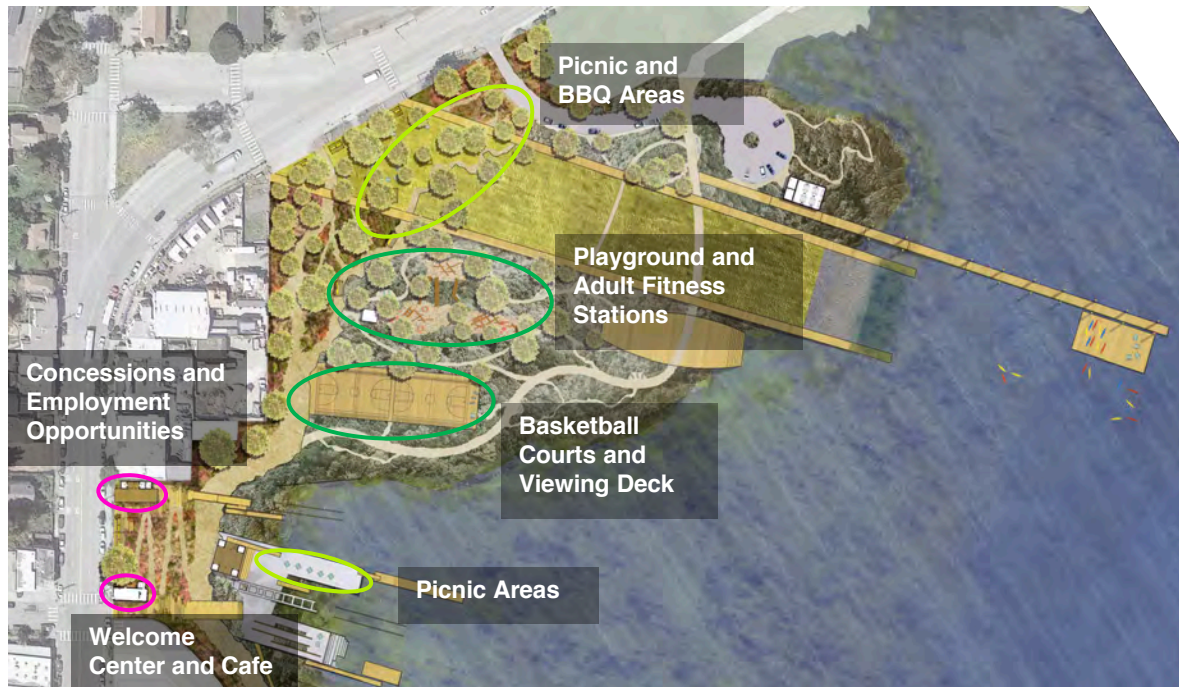 Picnic and
BBQ Areas
Playground and
Adult Fitness
Stations
Concessions and
Employment
Opportunities
Basketball
Courts and
Viewing Deck
Picnic Areas
Welcome
Center and Cafe